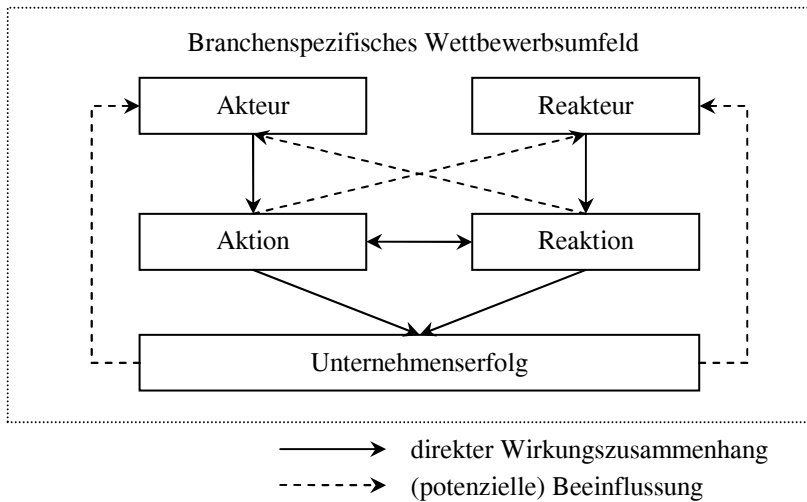 Branchenspezifisches Wettbewerbsumfeld
Akteur
Reakteur
Aktion
Reaktion
Unternehmenserfolg
direkter Wirkungszusammenhang
(potenzielle) Beeinflussung